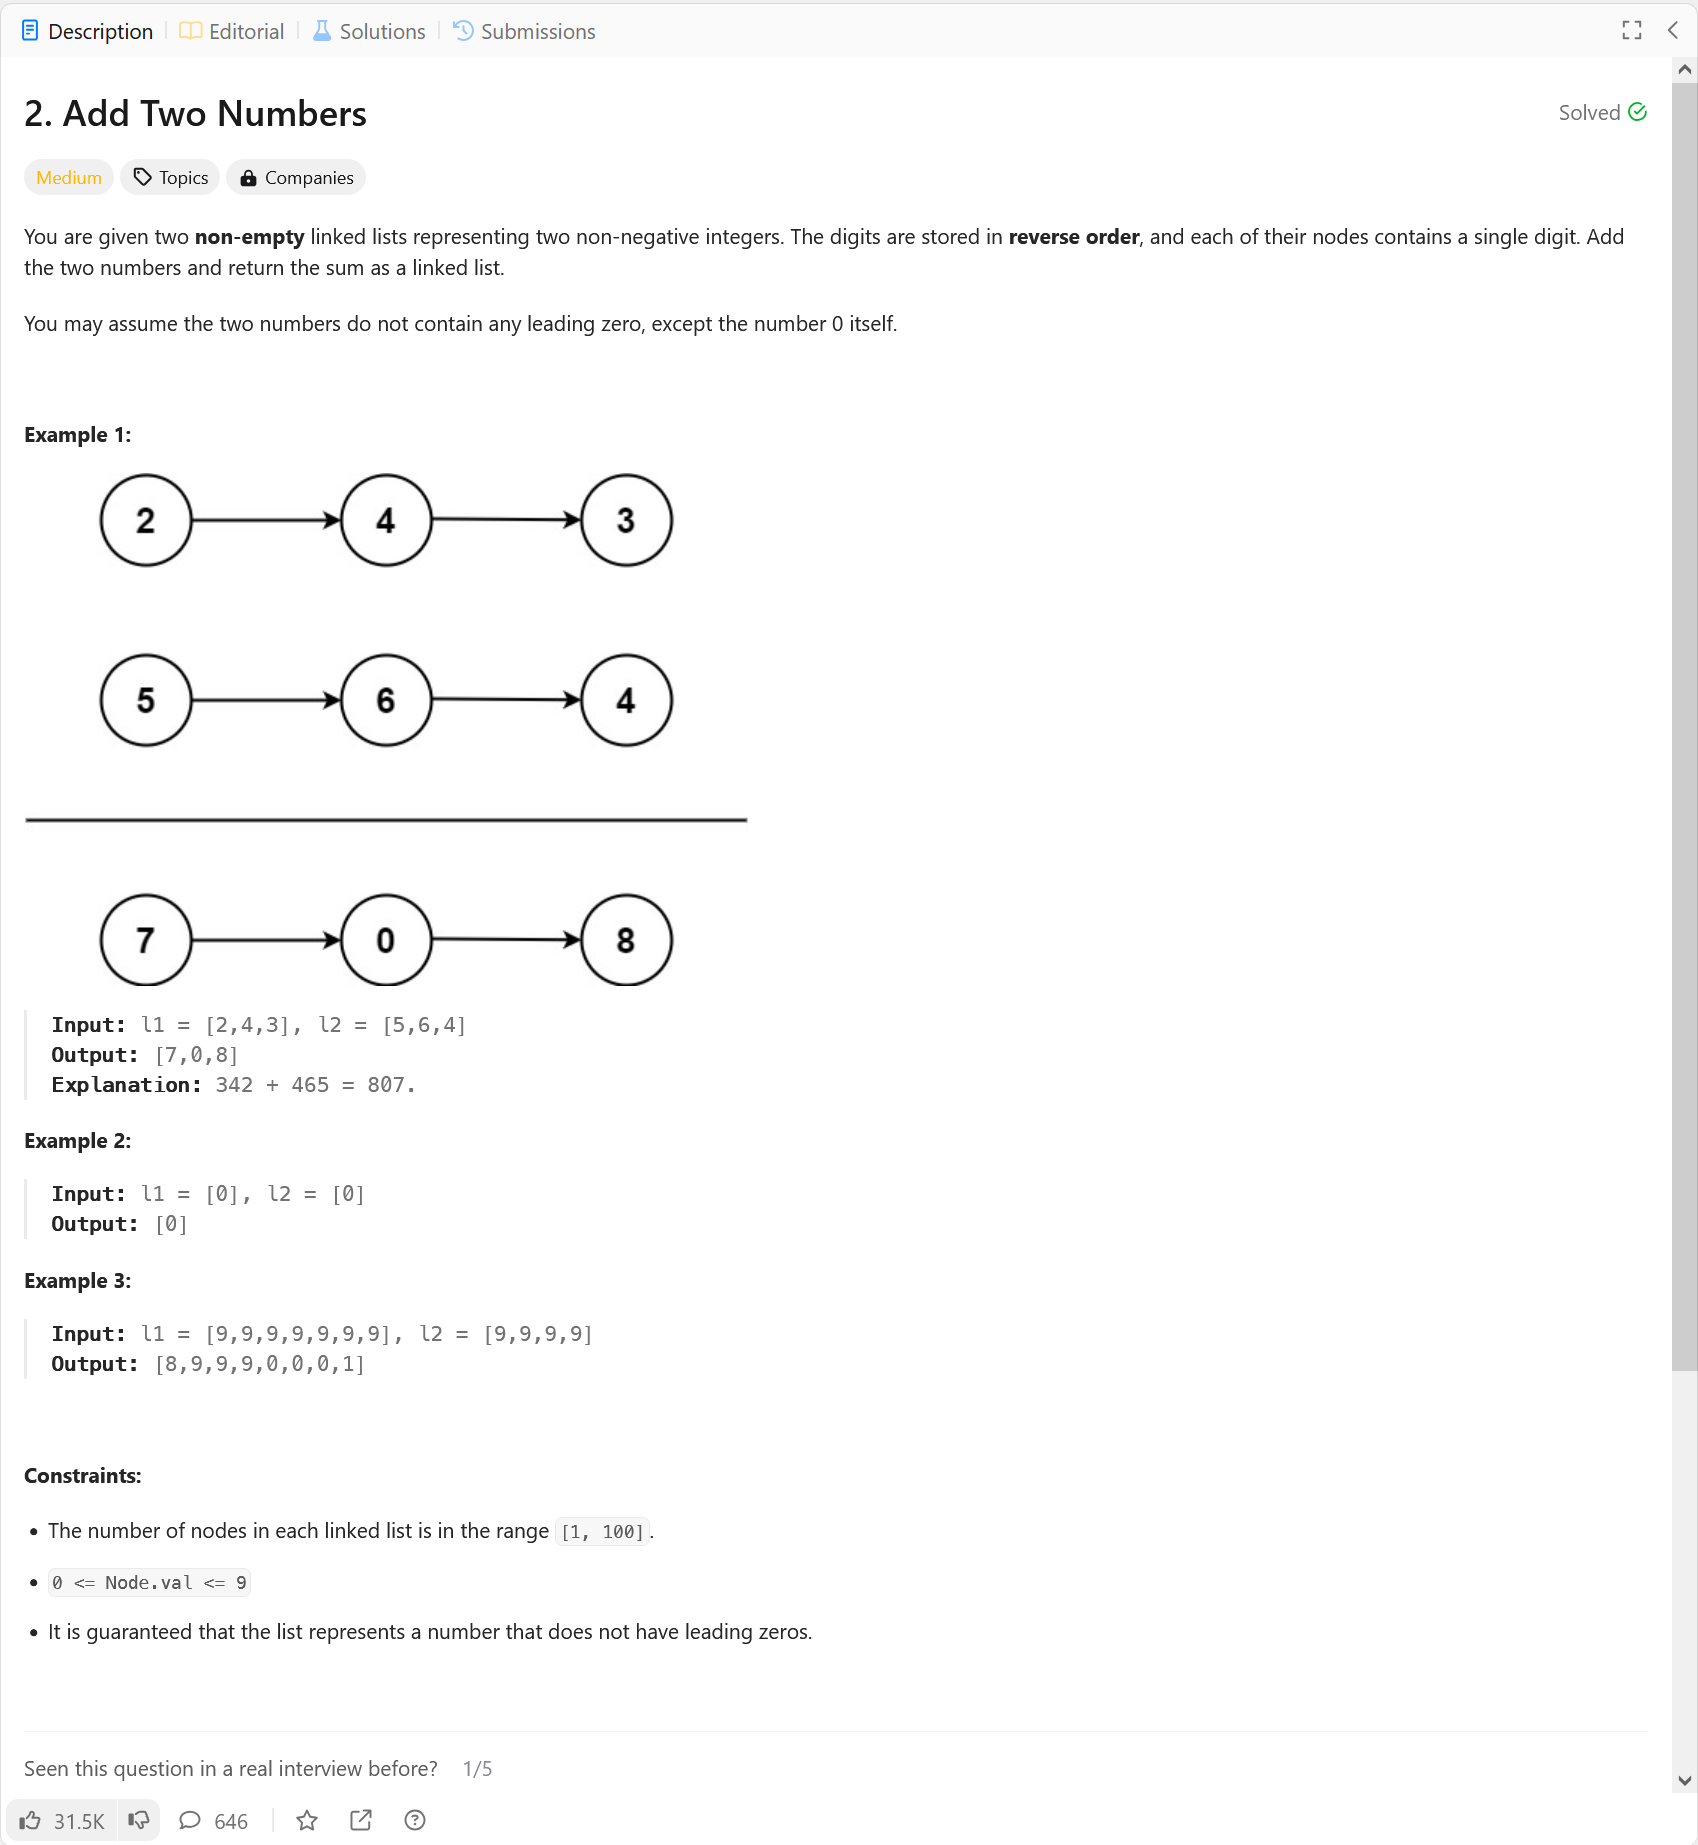 Description Editorial Solutions Submissions
2. Add Two Numbers
Solved
Medium Topics Companies
You are given two non-empty linked lists representing two non-negative integers. The digits are stored in reverse order, and each of their nodes contains a single digit. Add
the two numbers and return the sum as a linked list.
You may assume the two numbers do not contain any leading zero, except the number 0 itself.
Example 1:
2 4 3
5 6 4
7 0 8
Input: l1 = [2,4,3], l2 = [5,6,4]
Output: [7,0,8]
Explanation: 342 + 465 = 807.
Example 2:
Input: l1 = [0], l2 = [0]
Output: [0]
Example 3:
Input: l1 = [9,9,9,9,9,9,9], l2 = [9,9,9,9]
Output: [8,9,9,9,0,0,0,1]
Constraints:
• The number of nodes in each linked list is in the range [1, 100].
• 0 <= Node.val <= 9
• It is guaranteed that the list represents a number that does not have leading zeros.
Seen this question in a real interview before? 1/5
31.5K 646